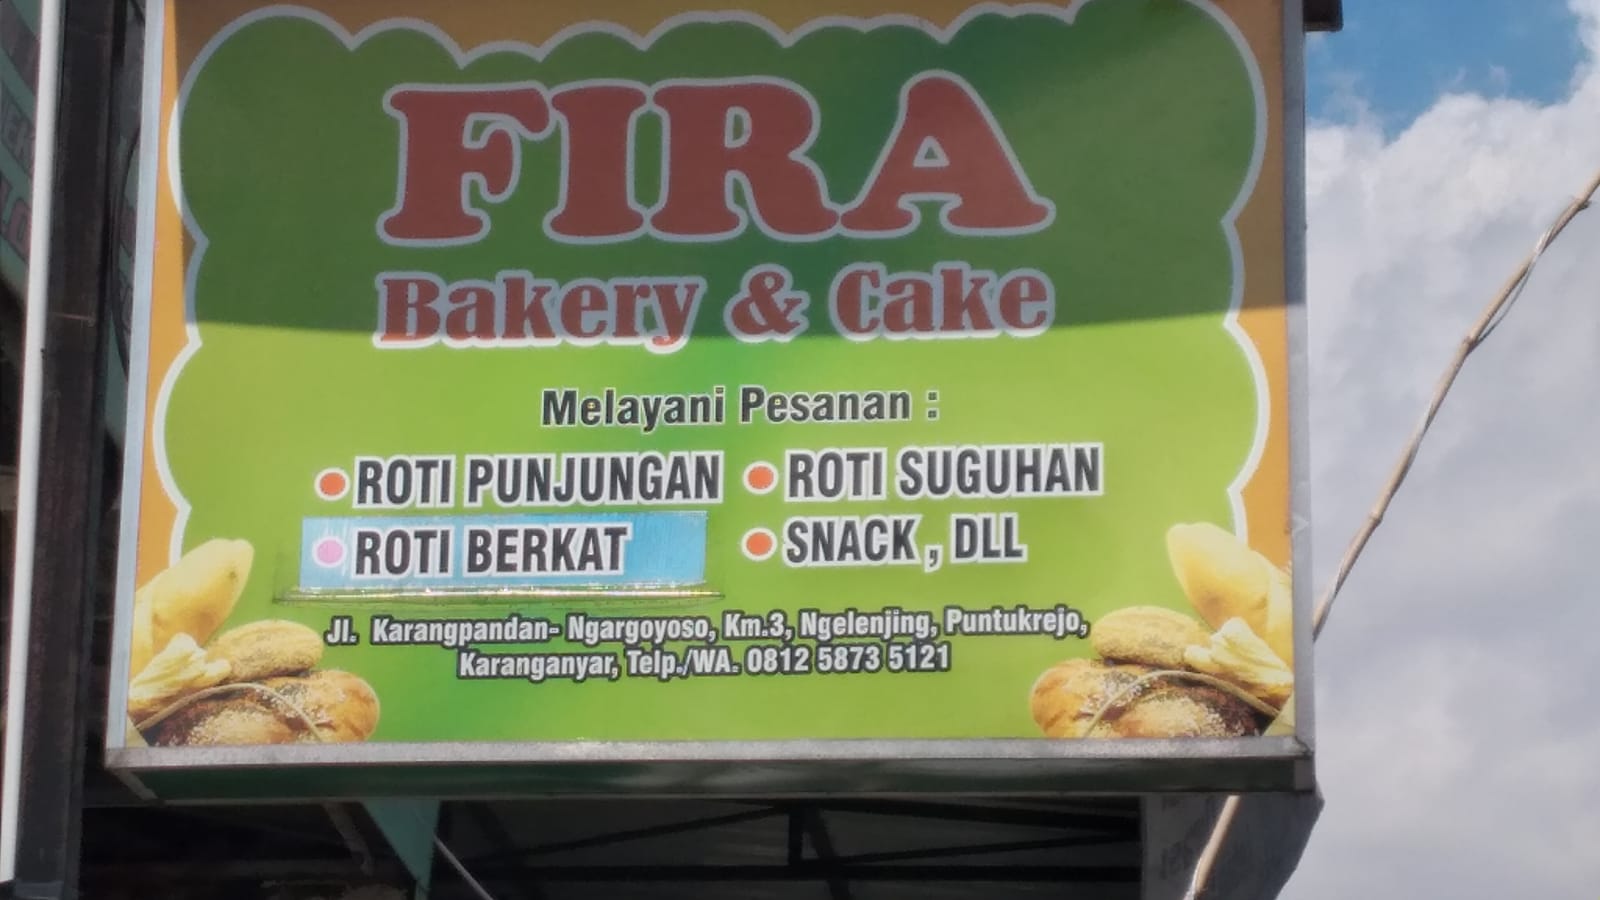 FIRA
Bakery & Cake
Melayani Pesanan :
ROTI PUNJUNGAN
ROTI SUGUHAN
ROTI BERKAT
SNACK , DLL
Jl. Karangpandan- Ngargoyoso, Km.3, Ngelenjing, Puntukrejo,
Karanganyar, Telp./WA. 0812 5873 5121